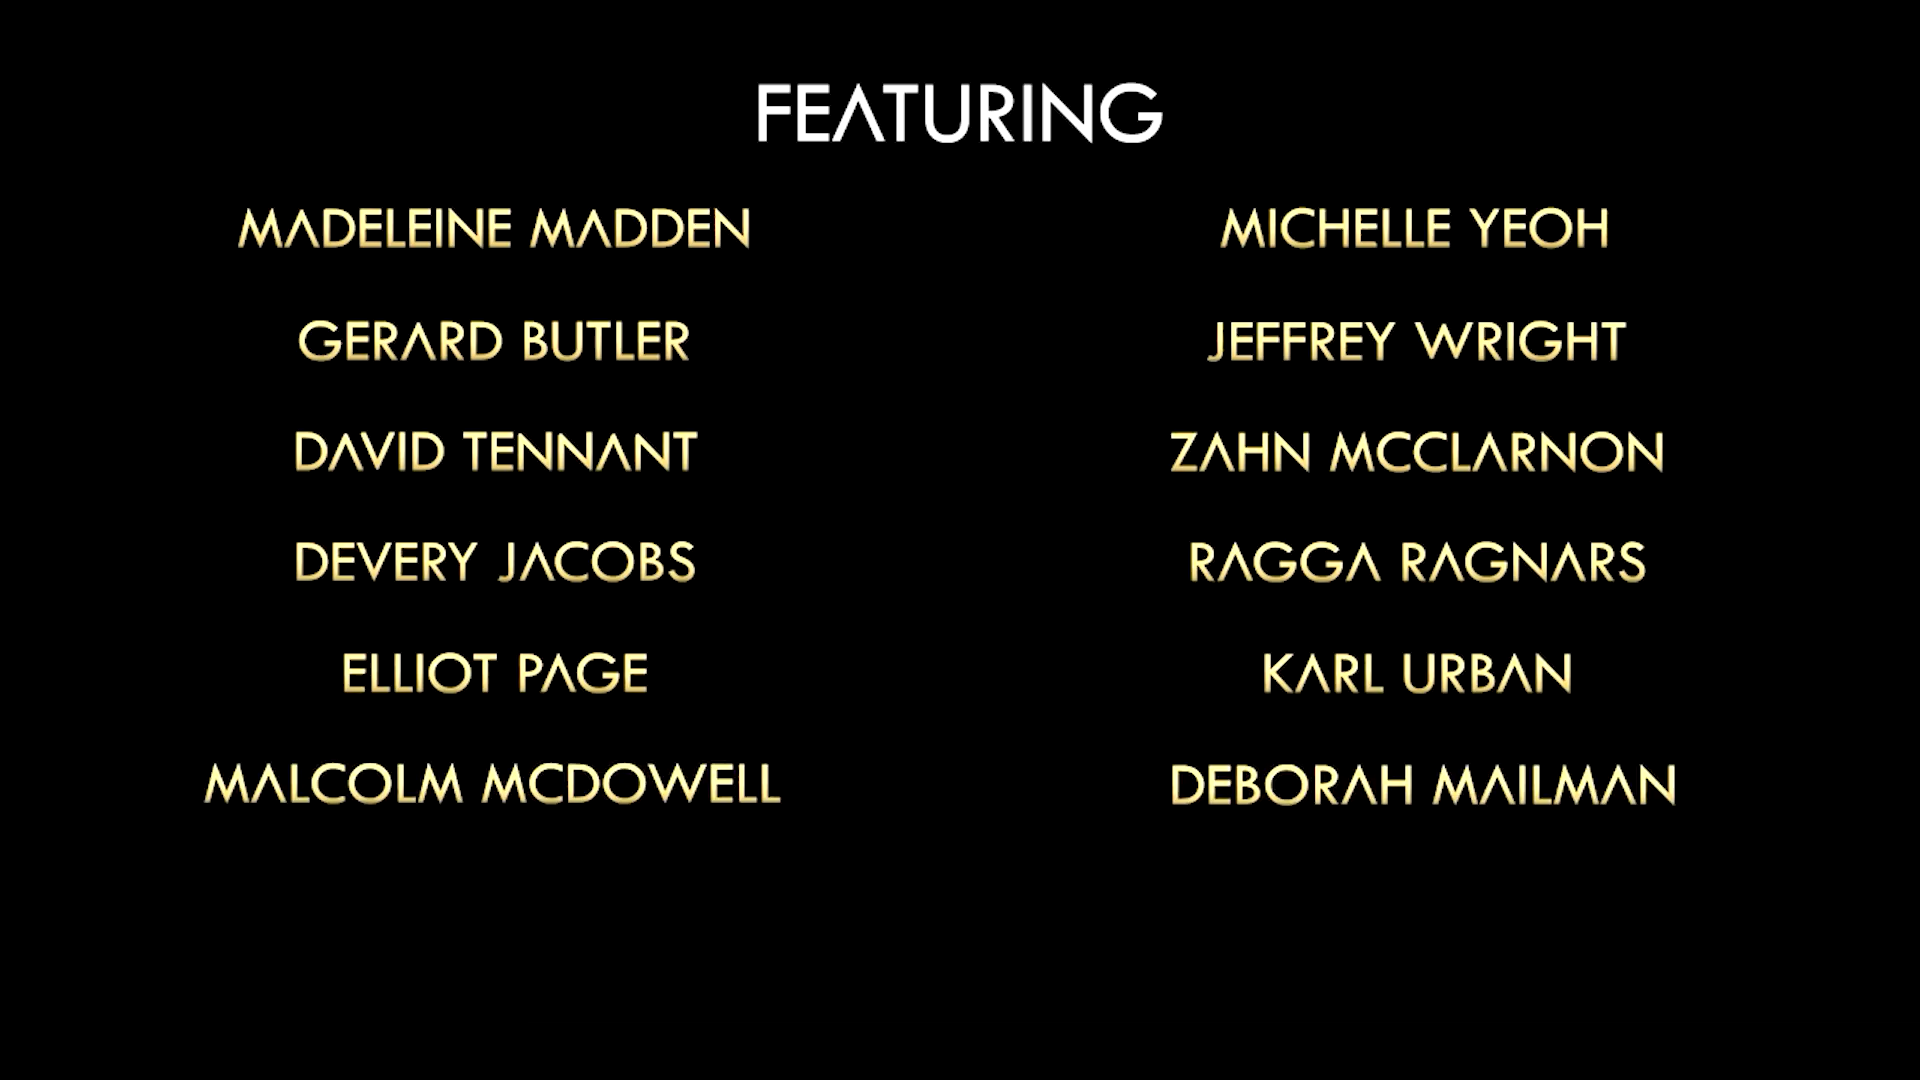 FEATURING
MADELEINE MADDEN
MICHELLE YEOH
GERARD BUTLER
JEFFREY WRIGHT
DAVID TENNANT
ZAHN MCCLARNON
DEVERY JACOBS
RAGGA RAGNARS
ELLIOT PAGE
KARL URBAN
MALCOLM MCDOWELL
DEBORAH MAILMAN